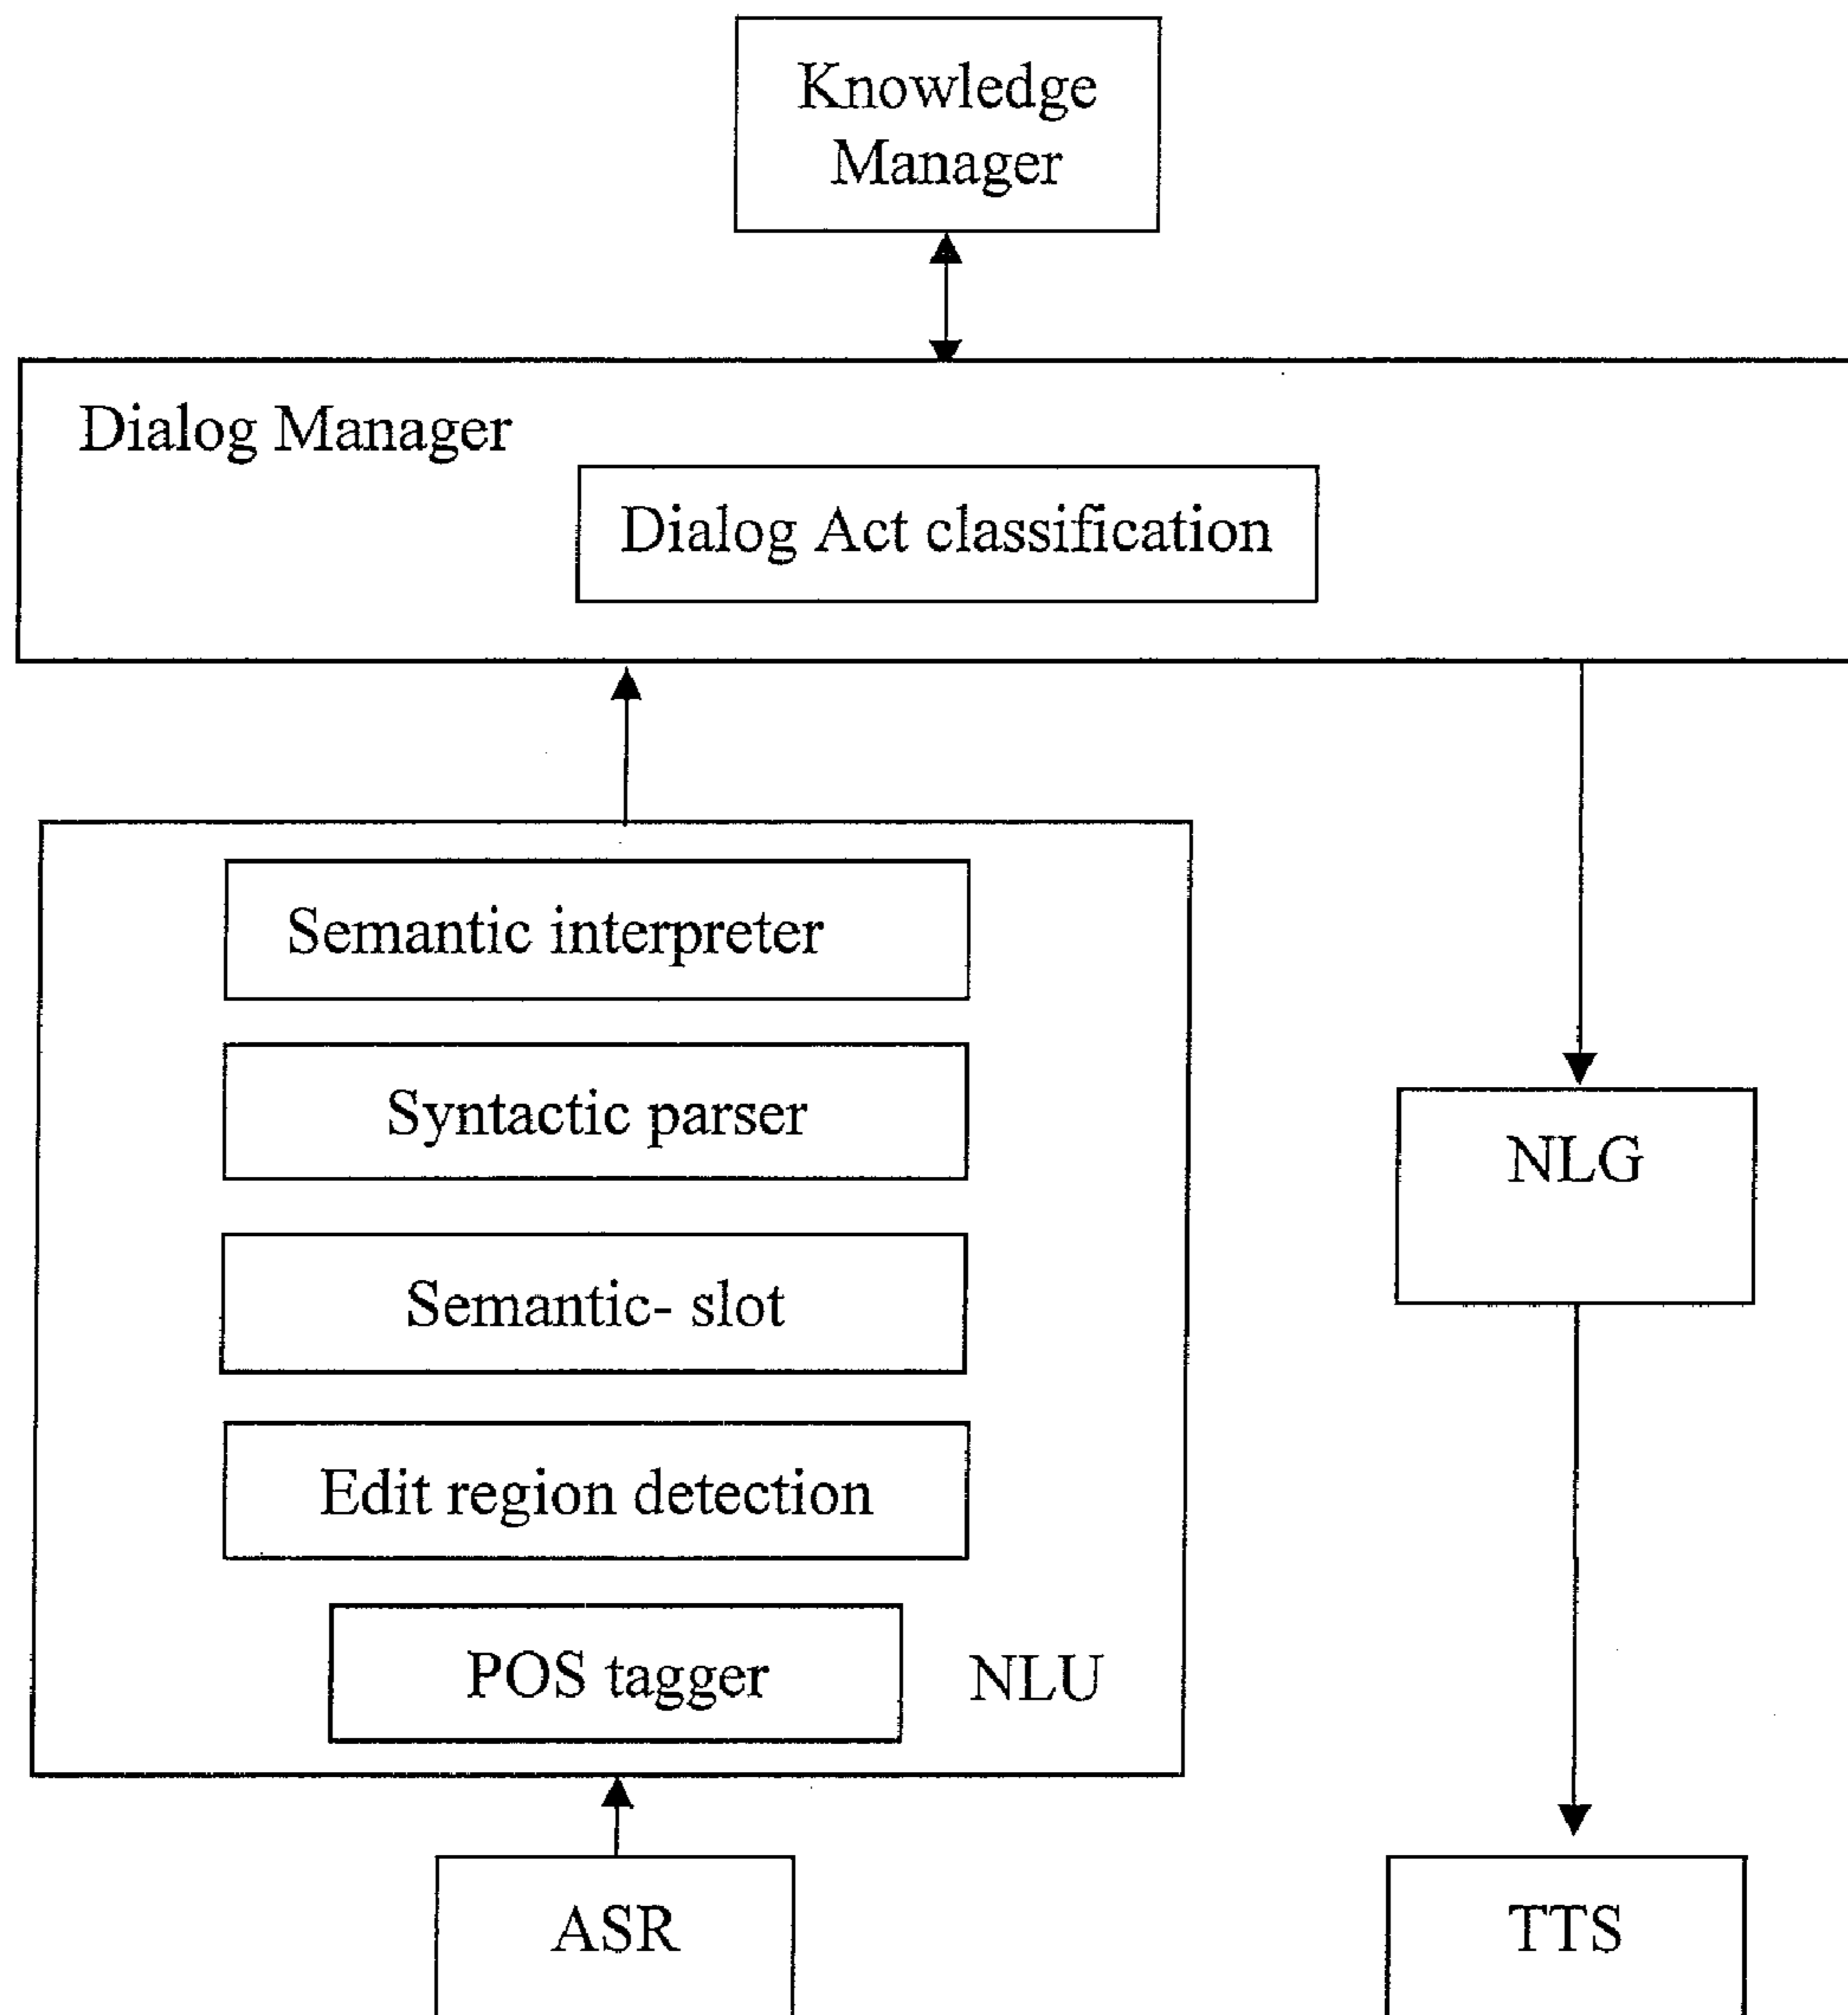 Knowledge
Manager
Dialog Manager
Dialog Act classification
Semantic interpreter
Syntactic parser
NLG
Semantic- slot
Edit region detection
POS tagger
NLU
ASR
TTS